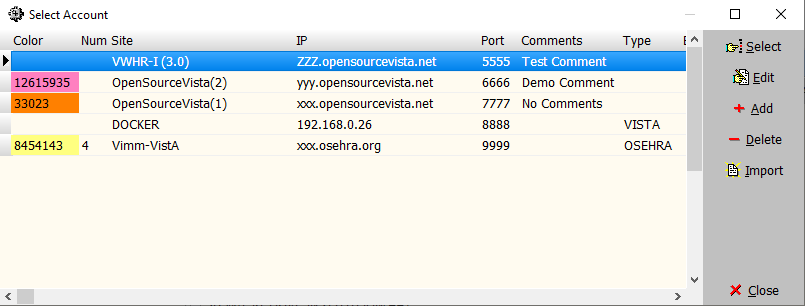 Select Account
Color Num Site IP Port Comments Type
VWHR-I (3.0) ZZZ.opensourcevista.net 5555 Test Comment
12615935 OpenSourceVista(2) yyy.opensourcevista.net 6666 Demo Comment
33023 OpenSourceVista(1) xxx.opensourcevista.net 7777 No Comments
DOCKER 192.168.0.26 8888 VISTA
8454143 4 Vimm-VistA xxx.osehra.org 9999 OSEHRA
Select
Edit
Add
Delete
Import
Close